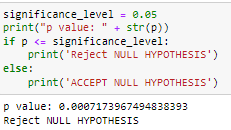 significance_level = 0.05
print("p value: " + str(p))
if p <= significance_level:
    print('Reject NULL HYPOTHESIS')
else:
    print('ACCEPT NULL HYPOTHESIS')
p value: 0.0007173967494838393
Reject NULL HYPOTHESIS